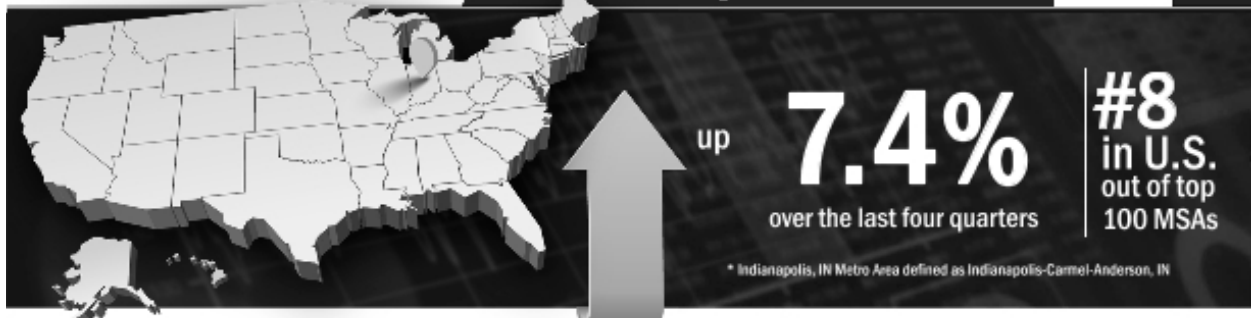 up
7.4%
over the last four quarters
#8
in U.S.
out of top
100 MSAs
* Indianapolis, IN Metro Area defined as Indianapolis-Carmel-Anderson, IN